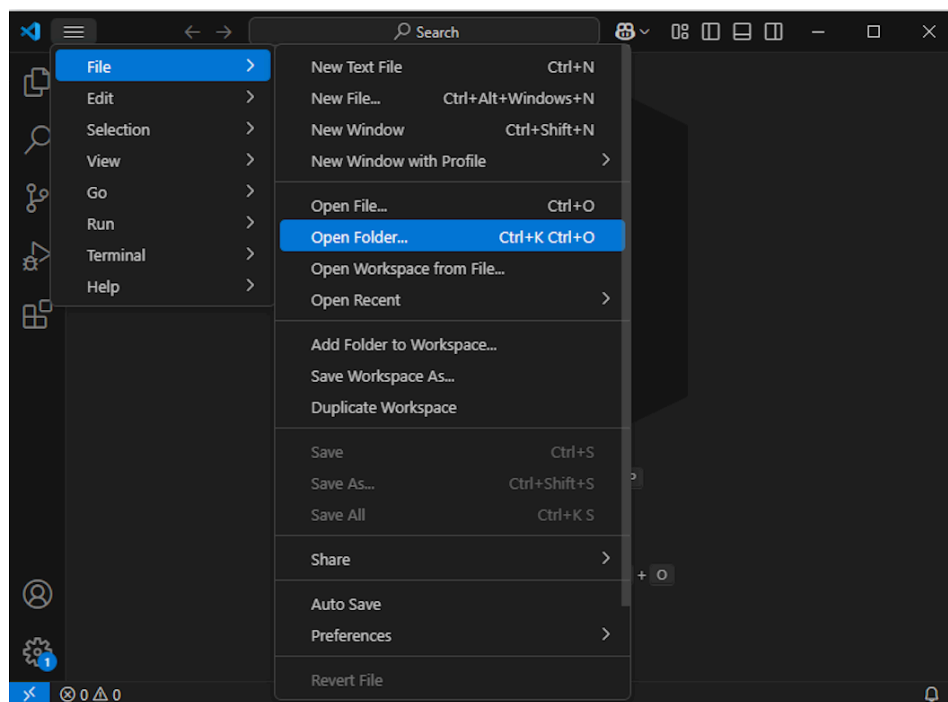 Search
File
Edit
Selection
View
Go
Run
Terminal
Help
New Text File Ctrl+N
New File... Ctrl+Alt+Windows+N
New Window Ctrl+Shift+N
New Window with Profile
Open File... Ctrl+O
Open Folder... Ctrl+K Ctrl+O
Open Workspace from File...
Open Recent
Add Folder to Workspace...
Save Workspace As...
Duplicate Workspace
Save Ctrl+S
Save As... Ctrl+Shift+S
Save All Ctrl+K S
Share
Auto Save
Preferences
Revert File
+ O
1
0 0